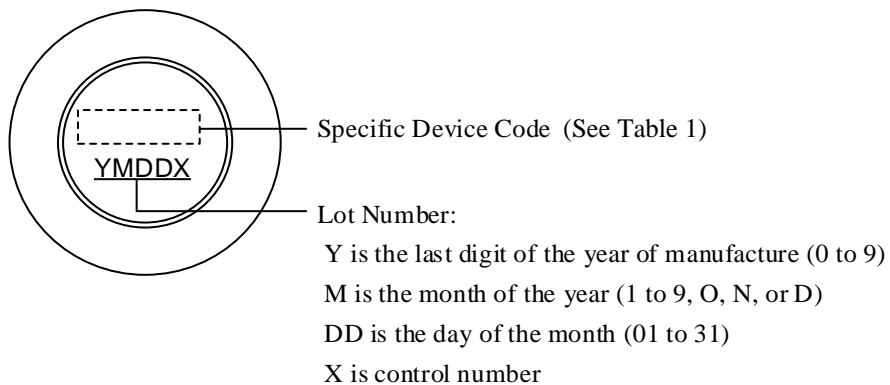 Specific Device Code (See Table 1)
YMDDX
Lot Number:
Y is the last digit of the year of manufacture (0 to 9)
M is the month of the year (1 to 9, O, N, or D)
DD is the day of the month (01 to 31)
X is control number